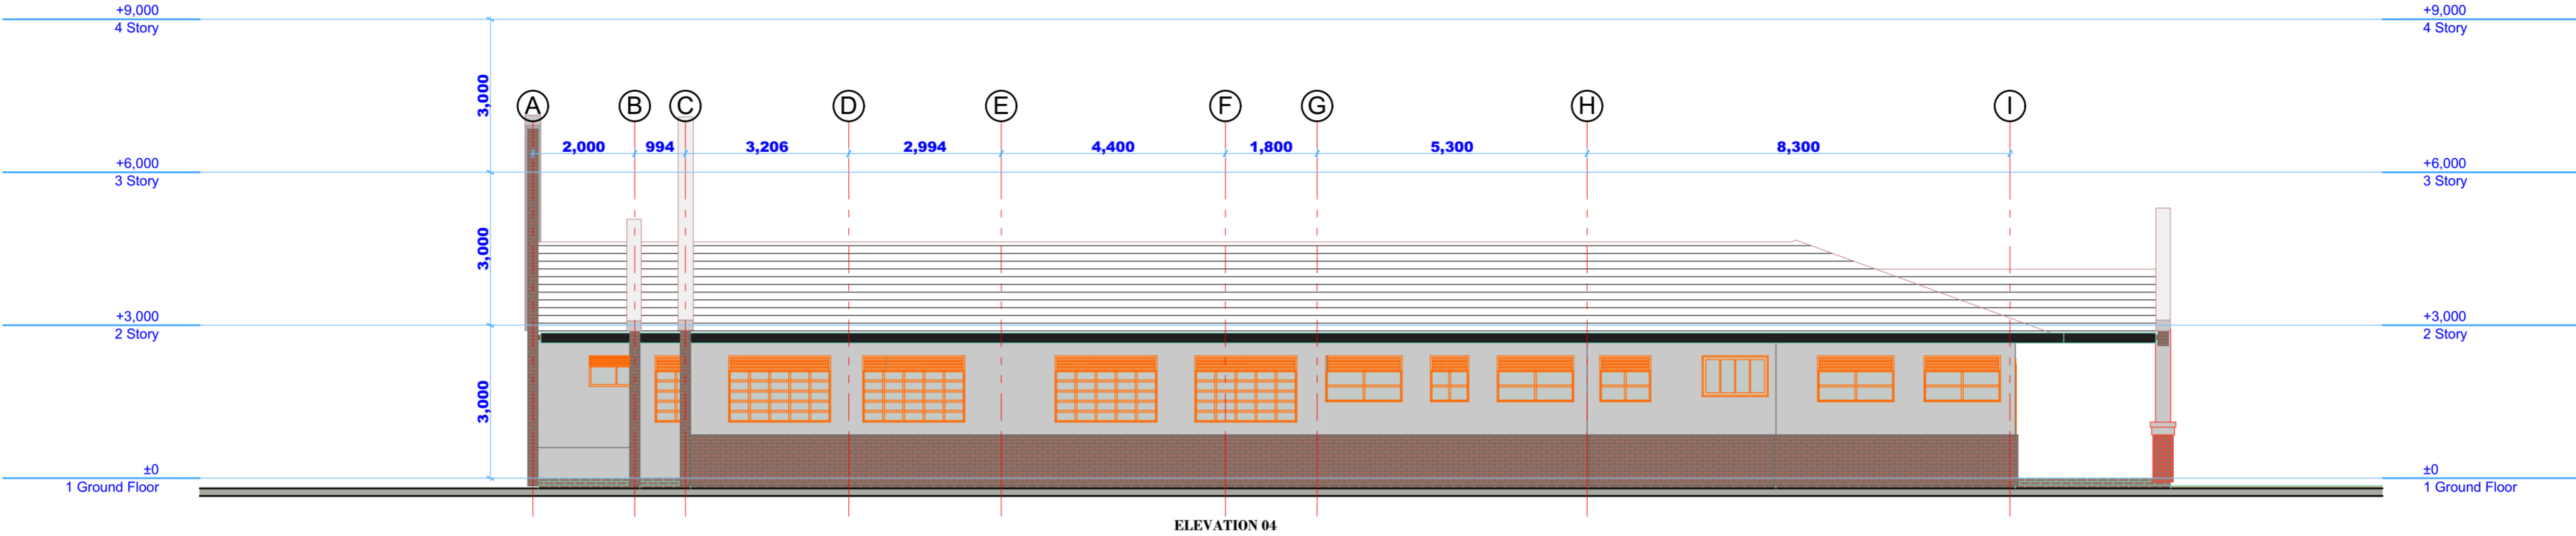 +9,000
4 Story
+9,000
4 Story
3,000
A
B
C
D
E
F
G
H
I
2,000
994
3,206
2,994
4,400
1,800
5,300
8,300
+6,000
3 Story
+6,000
3 Story
3,000
+3,000
2 Story
+3,000
2 Story
3,000
±0
1 Ground Floor
±0
1 Ground Floor
ELEVATION 04